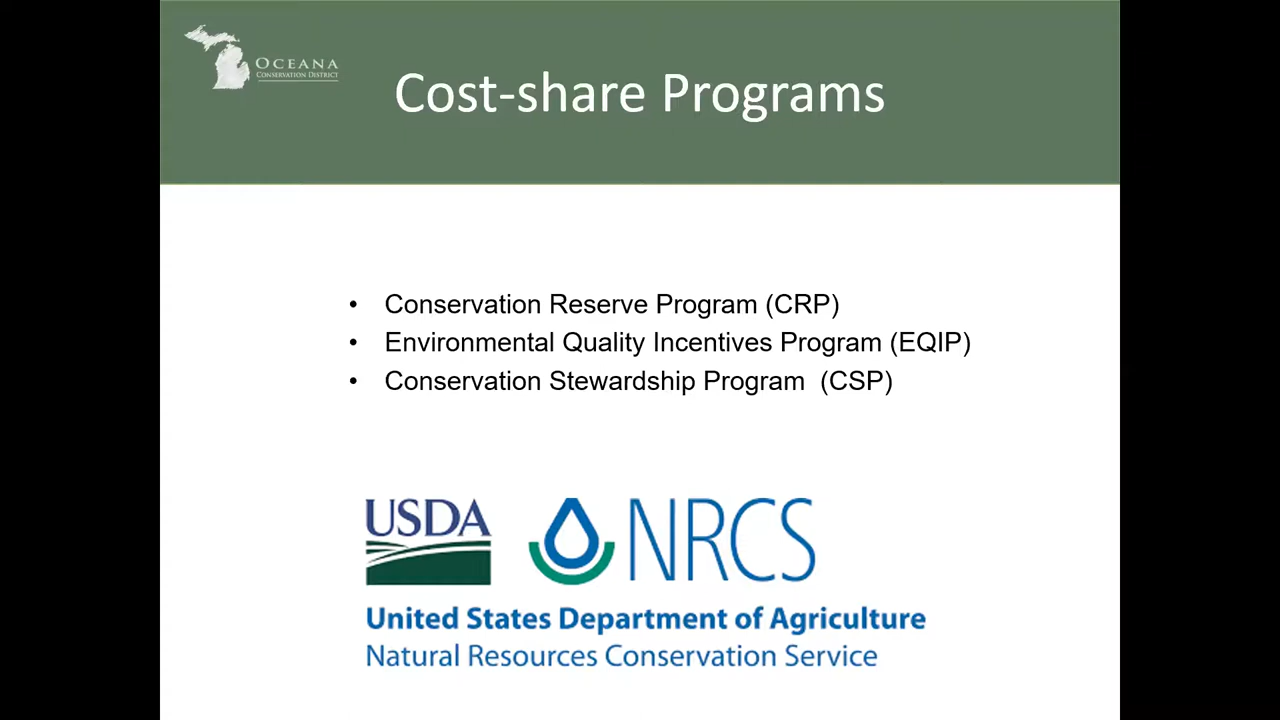 OCEANA
CONSERVATION DISTRICT
Cost-share Programs
• Conservation Reserve Program (CRP)
• Environmental Quality Incentives Program (EQIP)
• Conservation Stewardship Program  (CSP)
USDA NRCS
United States Department of Agriculture
Natural Resources Conservation Service